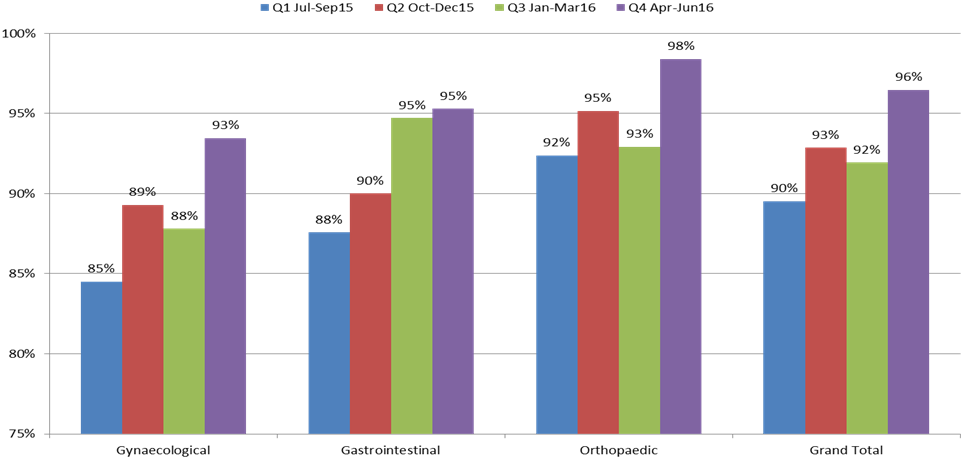 Q1 Jul-Sep15 Q2 Oct-Dec15 Q3 Jan-Mar16 Q4 Apr-Jun16
100%
95%
90%
85%
80%
75%
85% 89% 88% 93%
88% 90% 95% 95%
92% 95% 93% 98%
90% 93% 92% 96%
Gynaecological Gastrointestinal Orthopaedic Grand Total